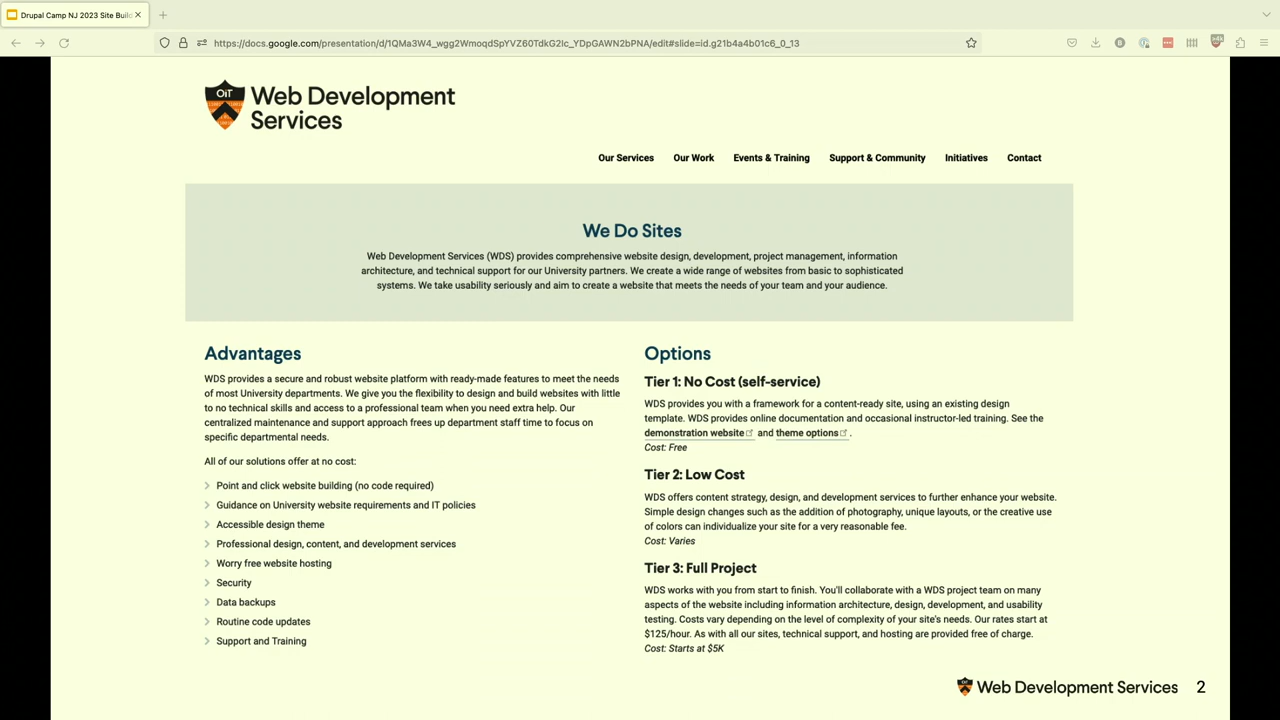 Drupal Camp NJ 2023 Site Buil
https://docs.google.com/presentation/d/1QMa3W4_wgg2WmoqdSpYVZ60TdkG2lc_YDpGAWN2bPNA/edit#slide=id.g21b4a4b01c6_0_13
OiT
Web Development
Services
Our Services Our Work Events & Training Support & Community Initiatives Contact
We Do Sites
Web Development Services (WDS) provides comprehensive website design, development, project management, information
architecture, and technical support for our University partners. We create a wide range of websites from basic to sophisticated
systems. We take usability seriously and aim to create a website that meets the needs of your team and your audience.
Advantages
WDS provides a secure and robust website platform with ready-made features to meet the needs
of most University departments. We give you the flexibility to design and build websites with little
to no technical skills and access to a professional team when you need extra help. Our
centralized maintenance and support approach frees up department staff time to focus on
specific departmental needs.
All of our solutions offer at no cost:
Point and click website building (no code required)
Guidance on University website requirements and IT policies
Accessible design theme
Professional design, content, and development services
Worry free website hosting
Security
Data backups
Routine code updates
Support and Training
Options
Tier 1: No Cost (self-service)
WDS provides you with a framework for a content-ready site, using an existing design
template. WDS provides online documentation and occasional instructor-led training. See the
demonstration website and theme options .
Cost: Free
Tier 2: Low Cost
WDS offers content strategy, design, and development services to further enhance your website.
Simple design changes such as the addition of photography, unique layouts, or the creative use
of colors can individualize your site for a very reasonable fee.
Cost: Varies
Tier 3: Full Project
WDS works with you from start to finish. You'll collaborate with a WDS project team on many
aspects of the website including information architecture, design, development, and usability
testing. Costs vary depending on the level of complexity of your site's needs. Our rates start at
$125/hour. As with all our sites, technical support, and hosting are provided free of charge.
Cost: Starts at $5K
OiT
Web Development Services 2